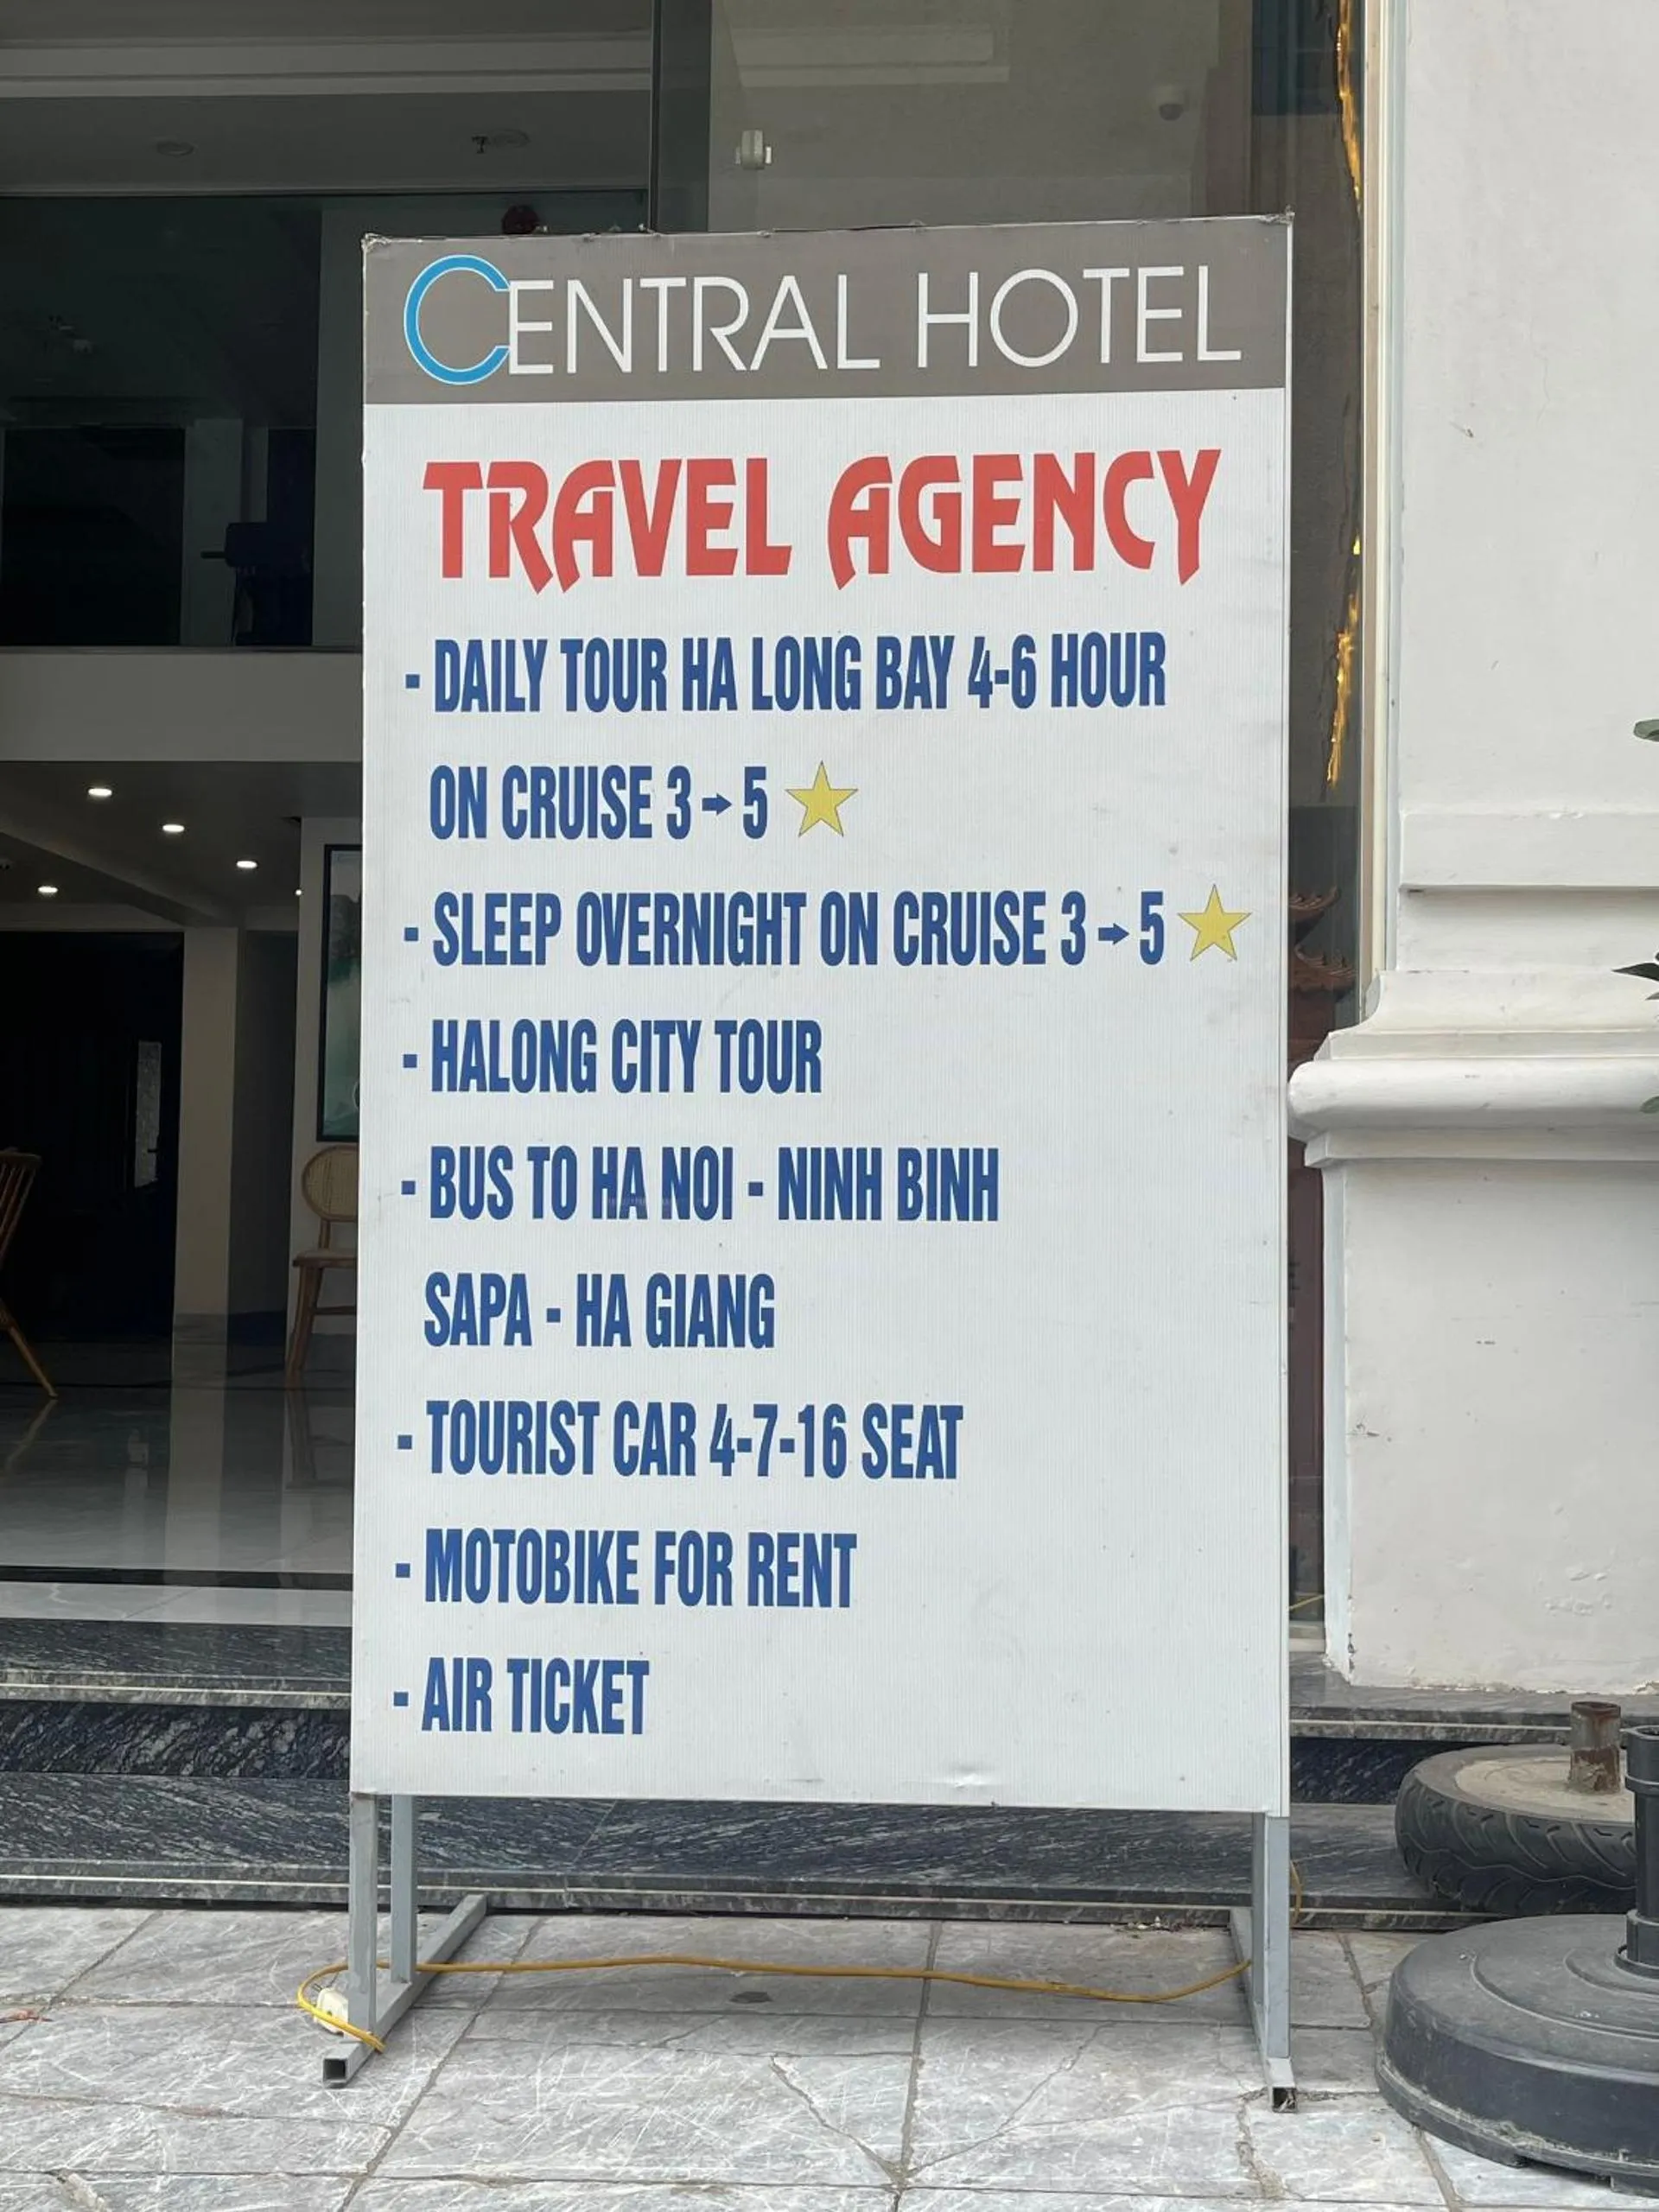 CENTRAL HOTEL
TRAVEL AGENCY
- DAILY TOUR HA LONG BAY 4-6 HOUR
ON CRUISE 3 → 5 ★
- SLEEP OVERNIGHT ON CRUISE 3 → 5 ★
- HALONG CITY TOUR
- BUS TO HA NOI - NINH BINH
SAPA - HA GIANG
- TOURIST CAR 4-7-16 SEAT
- MOTOBIKE FOR RENT
- AIR TICKET